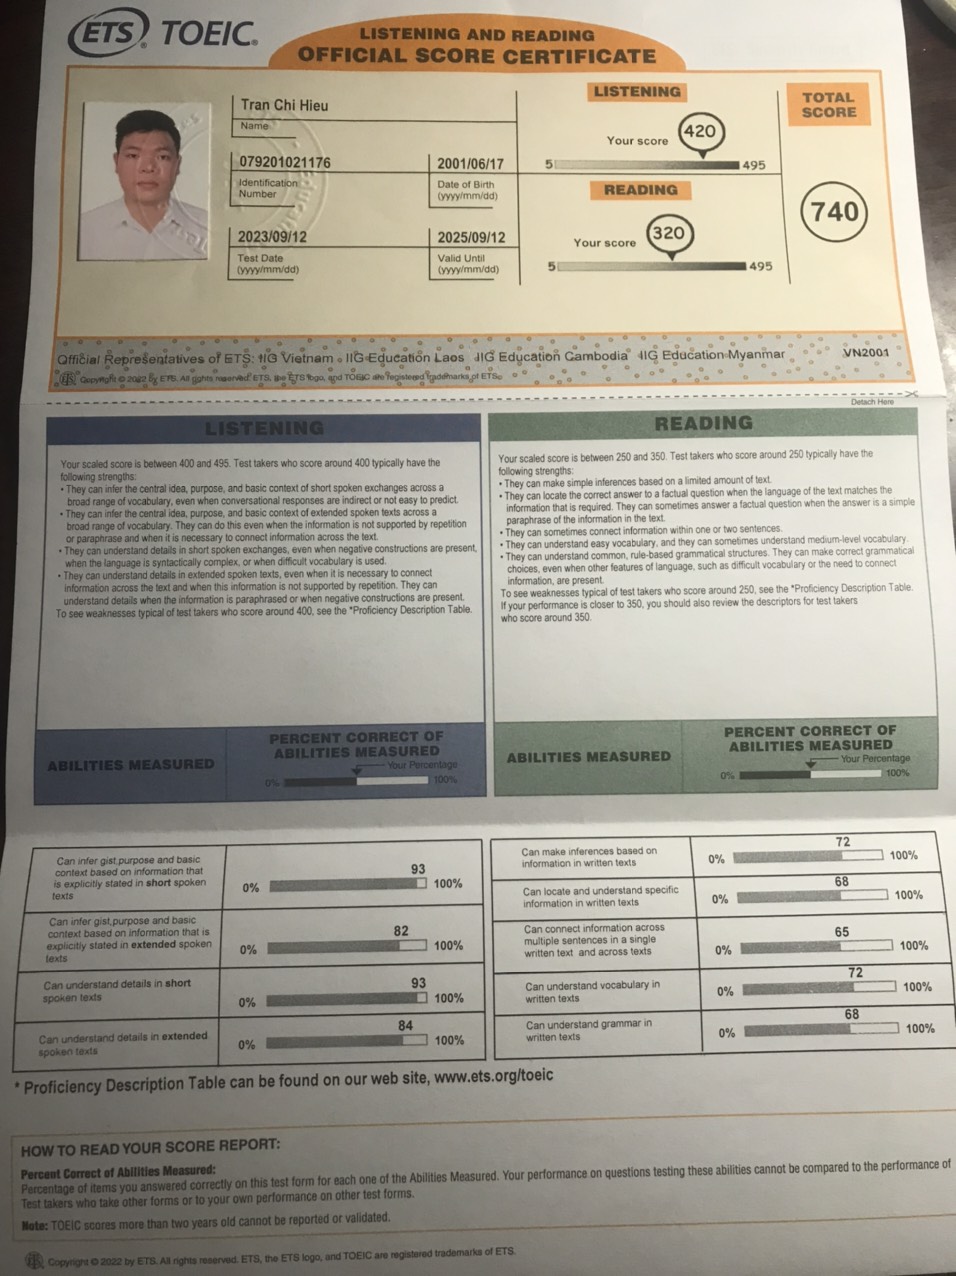 ETS® TOEIC®
LISTENING AND READING
OFFICIAL SCORE CERTIFICATE
Tran Chi Hieu
Name
079201021176
Identification
Number
2001/06/17
Date of Birth
(yyyy/mm/dd)
2023/09/12
Test Date
(yyyy/mm/dd)
2025/09/12
Valid Until
(yyyy/mm/dd)
LISTENING
Your score 420
5 495
READING
Your score 320
5 495
TOTAL
SCORE
740
Official Representatives of ETS: IIG Vietnam IIG Education Laos IIG Education Cambodia IIG Education Myanmar VN2001
Copyright © 2022 by ETS. All rights reserved. ETS, the ETS logo, and TOEIC are registered trademarks of ETS.
Detach Here
LISTENING
Your scaled score is between 400 and 495. Test takers who score around 400 typically have the
following strengths:
• They can infer the central idea, purpose, and basic context of short spoken exchanges across a
broad range of vocabulary, even when conversational responses are indirect or not easy to predict.
• They can infer the central idea, purpose, and basic context of extended spoken texts across a
broad range of vocabulary. They can do this even when the information is not supported by repetition
or paraphrase and when it is necessary to connect information across the text.
• They can understand details in short spoken exchanges, even when negative constructions are present,
when the language is syntactically complex, or when difficult vocabulary is used.
• They can understand details in extended spoken texts, even when it is necessary to connect
information across the text and when this information is not supported by repetition. They can
understand details when the information is paraphrased or when negative constructions are present.
To see weaknesses typical of test takers who score around 400, see the *Proficiency Description Table.
READING
Your scaled score is between 250 and 350. Test takers who score around 250 typically have the
following strengths:
• They can make simple inferences based on a limited amount of text.
• They can locate the correct answer to a factual question when the language of the text matches the
information that is required. They can sometimes answer a factual question when the answer is a simple
paraphrase of the information in the text.
• They can sometimes connect information within one or two sentences.
• They can understand easy vocabulary, and they can sometimes understand medium-level vocabulary.
• They can understand common, rule-based grammatical structures. They can make correct grammatical
choices, even when other features of language, such as difficult vocabulary or the need to connect
information, are present.
To see weaknesses typical of test takers who score around 250, see the *Proficiency Description Table.
If your performance is closer to 350, you should also review the descriptors for test takers
who score around 350.
ABILITIES MEASURED
PERCENT CORRECT OF
ABILITIES MEASURED
Your Percentage
0% 100%
ABILITIES MEASURED
PERCENT CORRECT OF
ABILITIES MEASURED
Your Percentage
0% 100%
Can infer gist,purpose and basic
context based on information that
is explicitly stated in short spoken
texts
0% 93 100%
Can infer gist,purpose and basic
context based on information that is
explicitly stated in extended spoken
texts
0% 82 100%
Can understand details in short
spoken texts
0% 93 100%
Can understand details in extended
spoken texts
0% 84 100%
Can make inferences based on
information in written texts
0% 72 100%
Can locate and understand specific
information in written texts
0% 68 100%
Can connect information across
multiple sentences in a single
written text and across texts
0% 65 100%
Can understand vocabulary in
written texts
0% 72 100%
Can understand grammar in
written texts
0% 68 100%
* Proficiency Description Table can be found on our web site, www.ets.org/toeic
HOW TO READ YOUR SCORE REPORT:
Percent Correct of Abilities Measured:
Percentage of items you answered correctly on this test form for each one of the Abilities Measured. Your performance on questions testing these abilities cannot be compared to the performance of
Test takers who take other forms or to your own performance on other test forms.
Note: TOEIC scores more than two years old cannot be reported or validated.
Copyright © 2022 by ETS. All rights reserved. ETS, the ETS logo, and TOEIC are registered trademarks of ETS.